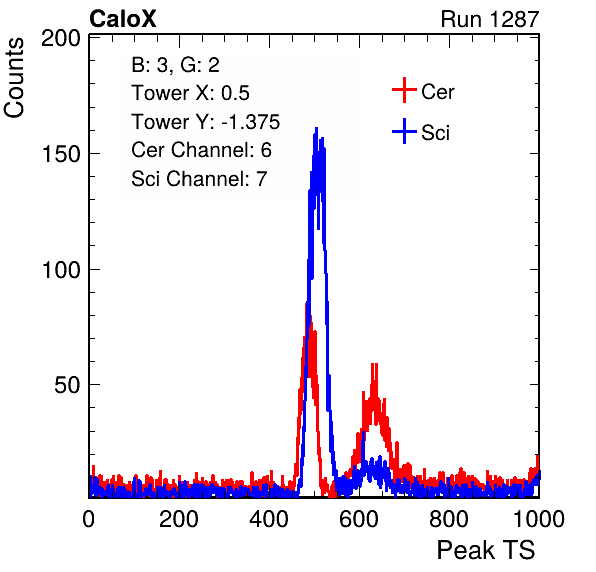 CaloX Run 1287
Counts
200
150
100
50
B: 3, G: 2
Tower X: 0.5
Tower Y: -1.375
Cer Channel: 6
Sci Channel: 7
Cer
Sci
0 200 400 600 800 1000
Peak TS